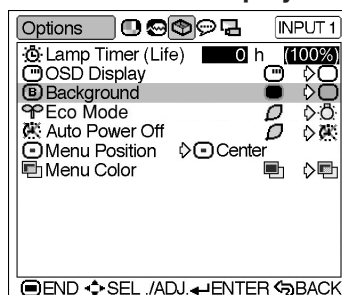 Options INPUT 1
Lamp Timer (Life) 0 h (100%)
OSD Display
B Background
Eco Mode
Auto Power Off
Menu Position Center
Menu Color
END SEL ./ADJ. ENTER BACK